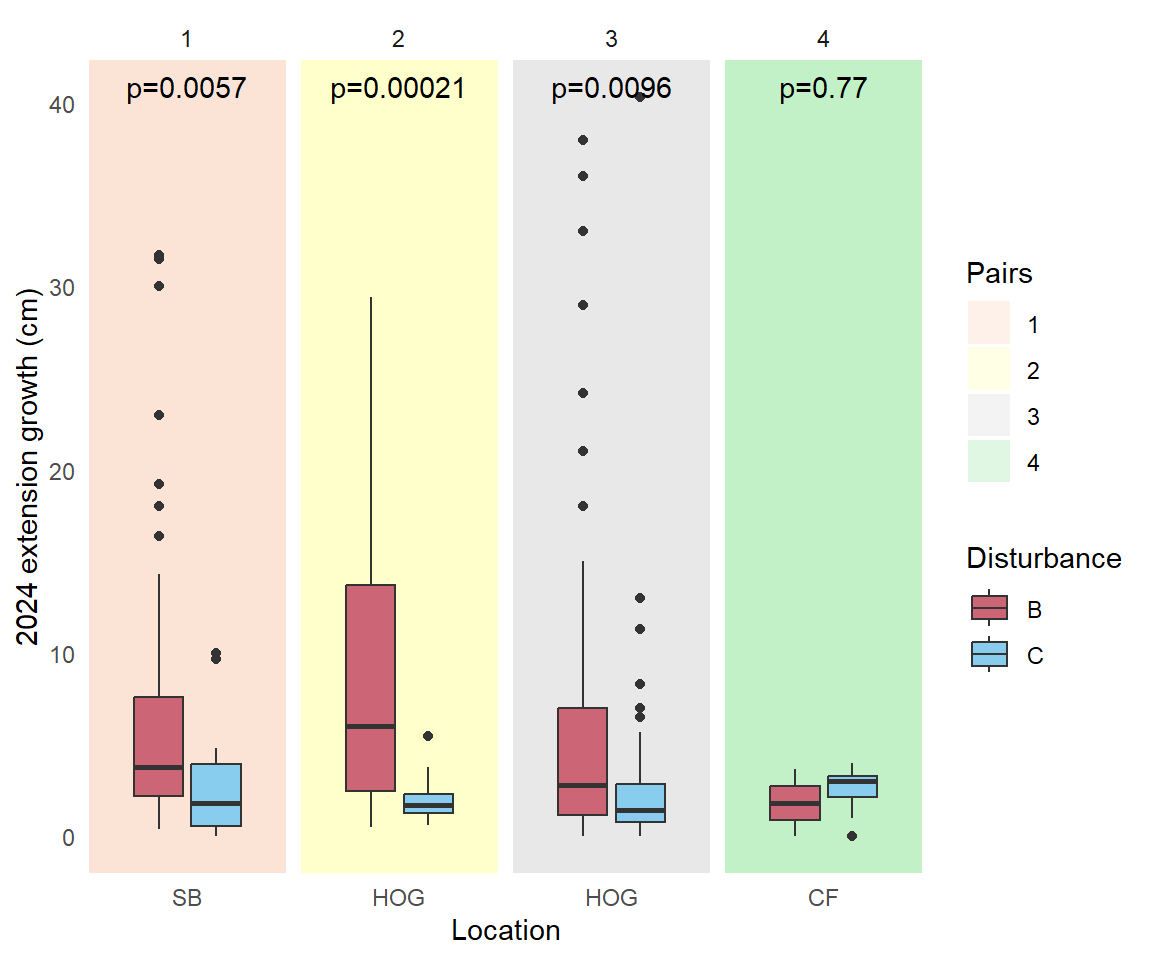 1 2 3 4
p=0.0057 p=0.00021 p=0.0096 p=0.77
40
30
20
10
0
2024 extension growth (cm)
SB HOG HOG CF
Location
Pairs
1
2
3
4
Disturbance
B
C